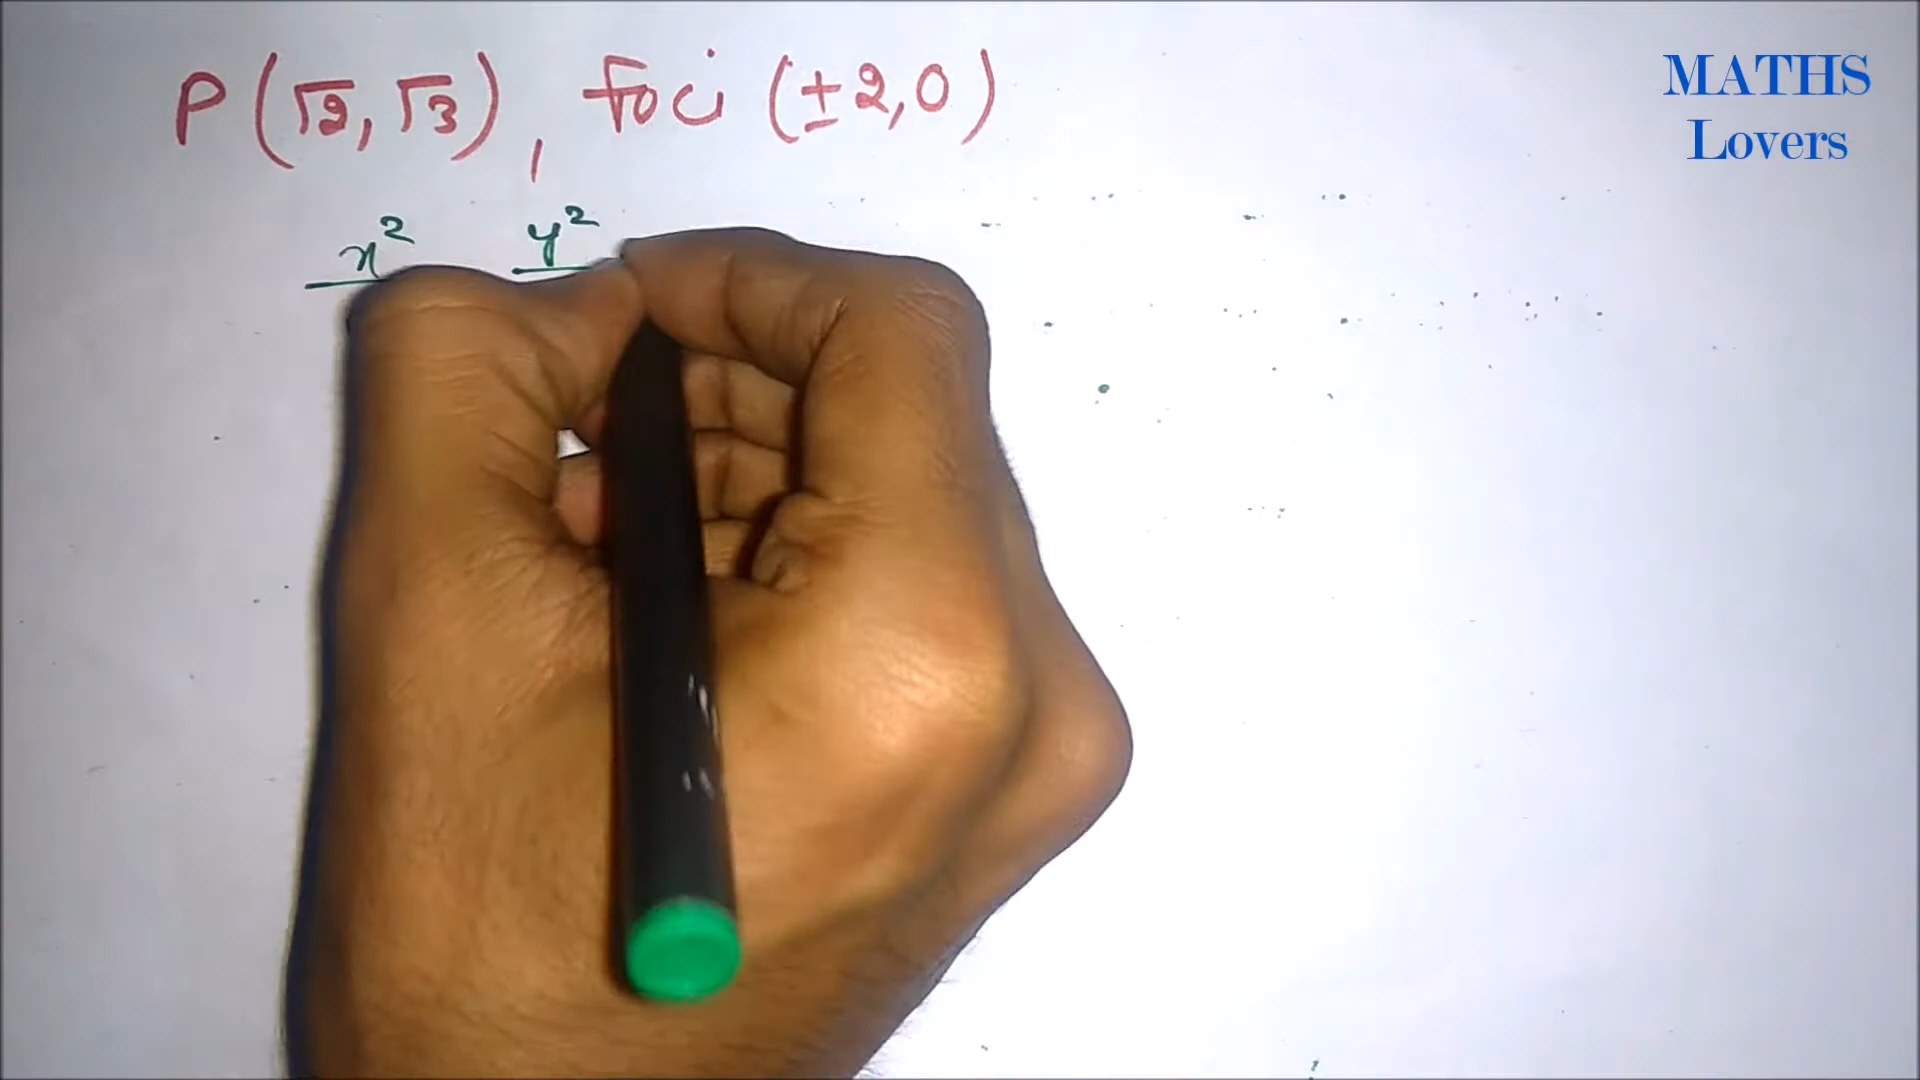 P(√2,√3), foci (±2,0)
x² y²
MATHS
Lovers